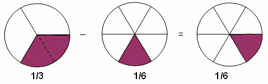 − =
1/3 1/6 1/6